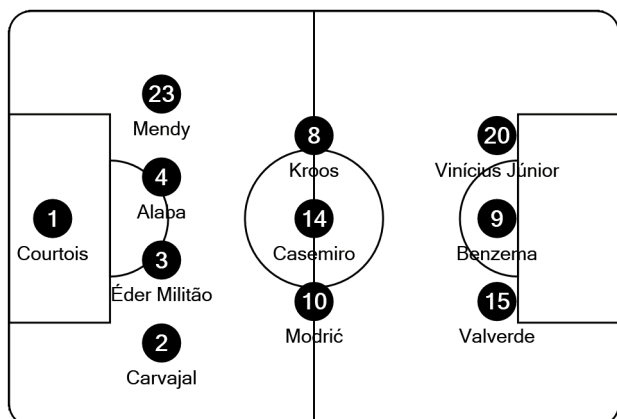 23
Mendy
8
Kroos
20
Vinícius Júnior
4
Alaba
1
Courtois
14
Casemiro
9
Benzema
3
Éder Militão
10
Modrić
15
Valverde
2
Carvajal